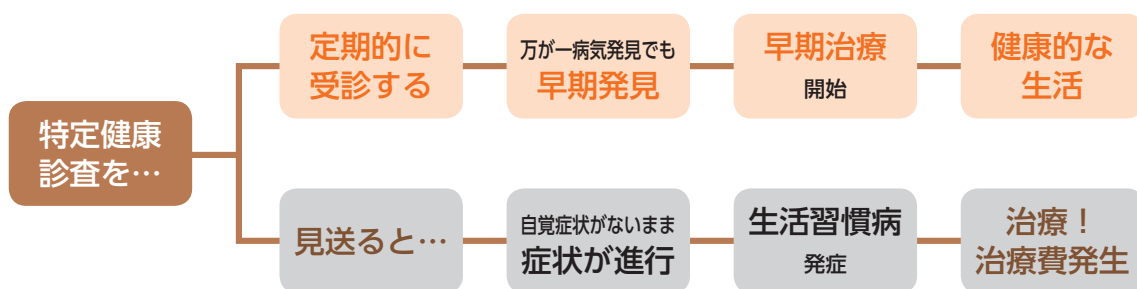 特定健康
診査を…
定期的に
受診する
万が一病気発見でも
早期発見
早期治療
開始
健康的な
生活
見送ると…
自覚症状がないまま
症状が進行
生活習慣病
発症
治療！
治療費発生